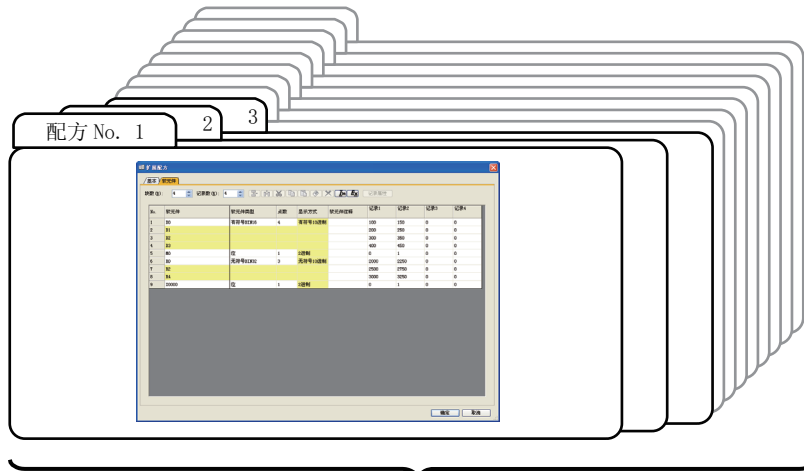 3
2
配方 No. 1
扩展配方
基本 软元件
块数(B): 4 记录数(R): 4 记录属性
No. 软元件 软元件类型 点数 显示方式 软元件注释 记录1 记录2 记录3 记录4
1 D0 有符号BIN16 4 有符号10进制 100 150 0 0
2 D1 200 250 0 0
3 D2 300 350 0 0
4 D3 400 450 0 0
5 M0 位 1 2进制 0 1 0 0
6 R0 无符号BIN32 3 无符号10进制 2000 2250 0 0
7 R2 2500 2750 0 0
8 R4 3000 3250 0 0
9 X0000 位 1 2进制 0 1 0 0
确定 取消